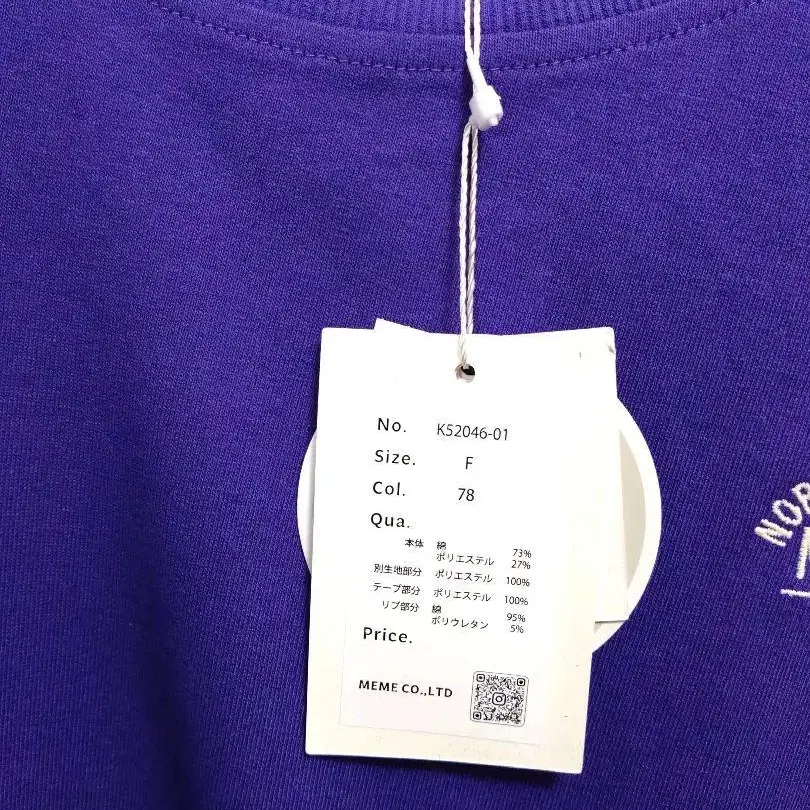 No. K52046-01
Size. F
Col. 78
Qua.
本体 綿 73%
ポリエステル 27%
別生地部分 ポリエステル 100%
テープ部分 ポリエステル 100%
リブ部分 綿 95%
ポリウレタン 5%
Price.
MEME CO.,LTD